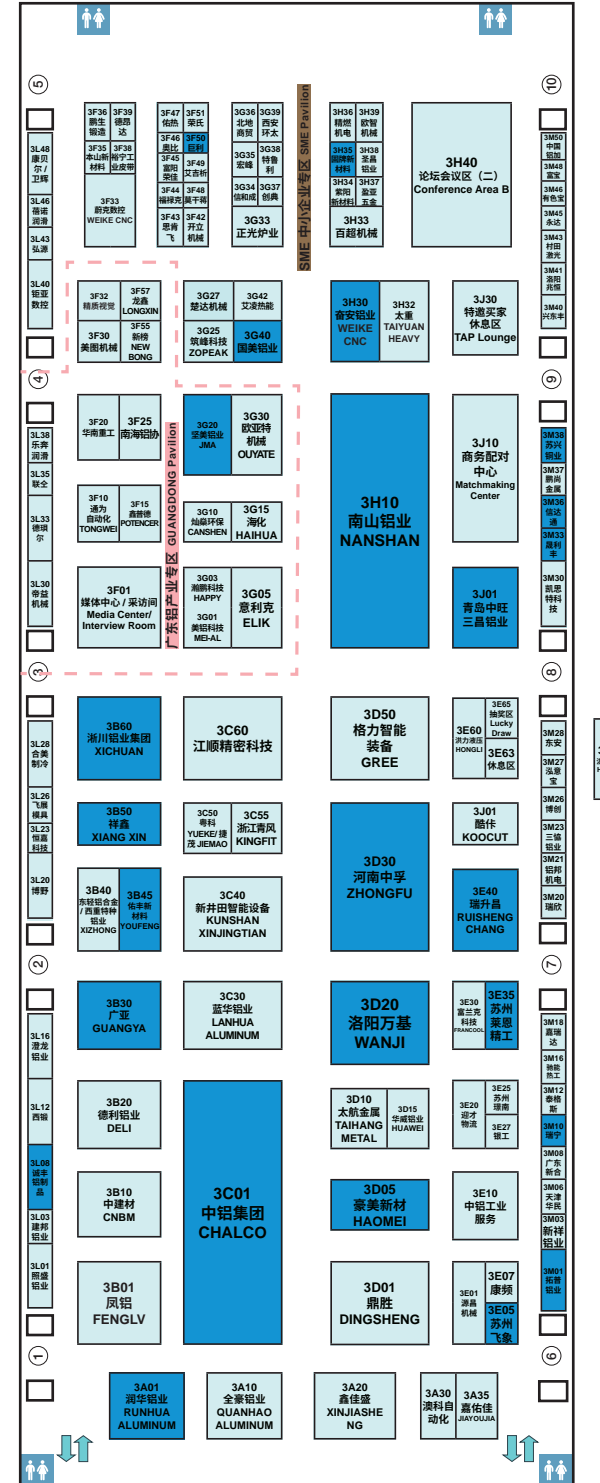 ⑤
⑩
3F36
鹏生
锻造
3F39
德昂
达
3F35
本山新
材料
3F38
裕宁工
业皮带
3F33
蔚克数控
WEIKE CNC
3F47
佑热
3F51
荣氏
3F46
奥比
3F50
巨利
3F45
富阳
荣佳
3F49
艾吉析
3F44
福禄克
3F48
莫干蒋
3F43
思肯
飞
3F42
开立
机械
3G36
北地
商贸
3G39
西安
环太
3G35
宏峰
3G38
特鲁
利
3G34
信和成
3G37
创典
3G33
正光炉业
SME 中小企业专区 SME Pavilion
3H36
精燃
机电
3H39
欧智
机械
3H35
固牌新
材料
3H38
圣昌
铝业
3H34
紫阳
新材料
3H37
盈亚
五金
3H33
百超机械
3H40
论坛会议区（二）
Conference Area B
3L48
康贝
尔 /
卫辉
3L46
蓓诺
润滑
3L43
弘源
3L40
钜亚
数控
3M50
中国
铝加
3M48
富宝
3M46
有色宝
3M45
永达
3M43
村田
激光
3M41
洛阳
兆恒
3M40
兴东丰
3F32
精质视觉
3F57
龙鑫
LONGXIN
3F30
美图机械
3F55
新榜
NEW
BONG
3G27
楚达机械
3G42
艾凌热能
3G25
筑峰科技
ZOPEAK
3G40
国美铝业
3H30
奋安铝业
WEIKE
CNC
3H32
太重
TAIYUAN
HEAVY
3J30
特邀买家
休息区
TAP Lounge
④
⑨
3L38
乐奔
润滑
3L35
联全
3L33
德瑱
尔
3L30
帝益
机械
3F20
华南重工
3F25
南海铝协
3F10
通为
自动化
TONGWEI
3F15
鑫普德
POTENCER
3F01
媒体中心 / 采访间
Media Center/
Interview Room
广东铝产业专区 GUANGDONG Pavilion
3G20
坚美铝业
JMA
3G30
欧亚特
机械
OUYATE
3G10
灿燊环保
CANSHEN
3G15
海化
HAIHUA
3G03
瀚鹏科技
HAPPY
3G01
美铝科技
MEI-AL
3G05
意利克
ELIK
3H10
南山铝业
NANSHAN
3J10
商务配对
中心
Matchmaking
Center
3J01
青岛中旺
三昌铝业
3M38
苏兴
铜业
3M37
鹏尚
金属
3M36
信达
通
3M33
晟利
丰
3M30
凯思
特科
技
③
⑧
3L28
合美
制冷
3L26
飞展
模具
3L23
恒嘉
科技
3L20
博野
3B60
淅川铝业集团
XICHUAN
3C60
江顺精密科技
3D50
格力智能
装备
GREE
3E60
洪力液压
HONGLI
3E65
抽奖区
Lucky
Draw
3E63
休息区
3M28
东安
3M27
泓意
宝
3M26
博创
3M23
三協
铝业
3M21
铝邦
机电
3M20
瑞欣
3B50
祥鑫
XIANG XIN
3C50
粤科
YUEKE/ 捷
茂 JIEMAO
3C55
浙江青风
KINGFIT
3D30
河南中孚
ZHONGFU
3J01
酷佧
KOOCUT
3B40
东轻铝合金
/ 西重特种
铝业
XIZHONG
3B45
佑丰新
材料
YOUFENG
3C40
新井田智能设备
KUNSHAN
XINJINGTIAN
3E40
瑞升昌
RUISHENG
CHANG
②
⑦
3L16
澄龙
铝业
3L12
西锻
3L08
诚丰
铝制
品
3L03
建邦
铝业
3L01
照盛
铝业
3B30
广亚
GUANGYA
3C30
蓝华铝业
LANHUA
ALUMINUM
3D20
洛阳万基
WANJI
3E30
富兰克
科技
FRANCOOL
3E35
苏州
莱恩
精工
3B20
德利铝业
DELI
3C01
中铝集团
CHALCO
3D10
太航金属
TAIHANG
METAL
3D15
华威铝业
HUAWEI
3E20
迎才
物流
3E25
苏州
璟南
3E27
银工
3B10
中建材
CNBM
3D05
豪美新材
HAOMEI
3E10
中铝工业
服务
3B01
凤铝
FENGLV
3D01
鼎胜
DINGSHENG
3E01
源昌
机械
3E07
康频
3E05
苏州
飞象
3M18
嘉瑞
达
3M16
驰能
热工
3M12
泰格
斯
3M10
瑞宁
3M08
广东
新合
3M06
天津
华民
3M03
新祥
铝业
3M01
拓普
铝业
①
⑥
3A01
润华铝业
RUNHUA
ALUMINUM
3A10
全豪铝业
QUANHAO
ALUMINUM
3A20
鑫佳盛
XINJIASHE
NG
3A30
澳科自
动化
3A35
嘉佑佳
JIAYOUJIA